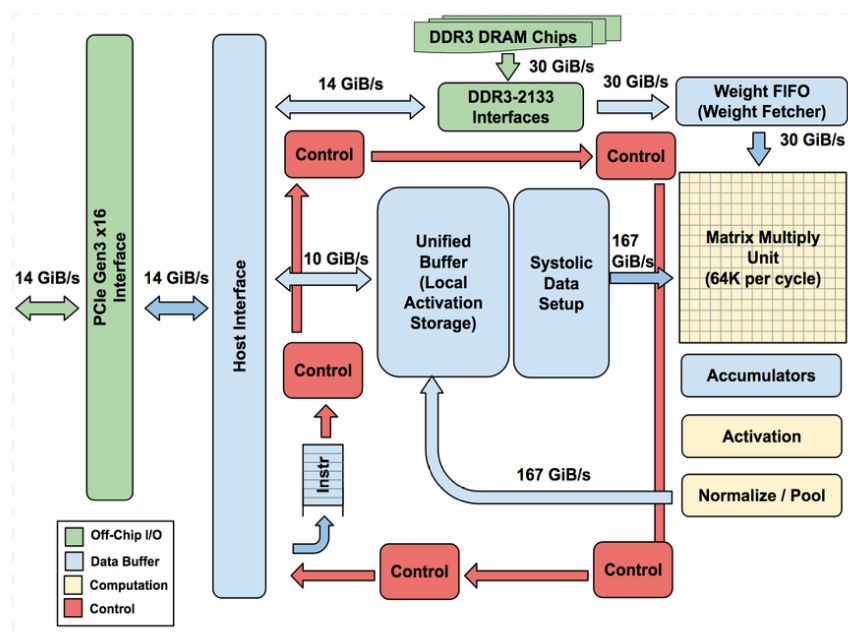 DDR3 DRAM Chips
30 GiB/s
14 GiB/s
DDR3-2133
Interfaces
30 GiB/s
Weight FIFO
(Weight Fetcher)
30 GiB/s
Control
Control
PCIe Gen3 x16
Interface
14 GiB/s
14 GiB/s
Host Interface
10 GiB/s
Unified
Buffer
(Local
Activation
Storage)
Systolic
Data
Setup
167
GiB/s
Matrix Multiply
Unit
(64K per cycle)
Control
Accumulators
Activation
Instr
167 GiB/s
Normalize / Pool
Off-Chip I/O
Data Buffer
Computation
Control
Control
Control